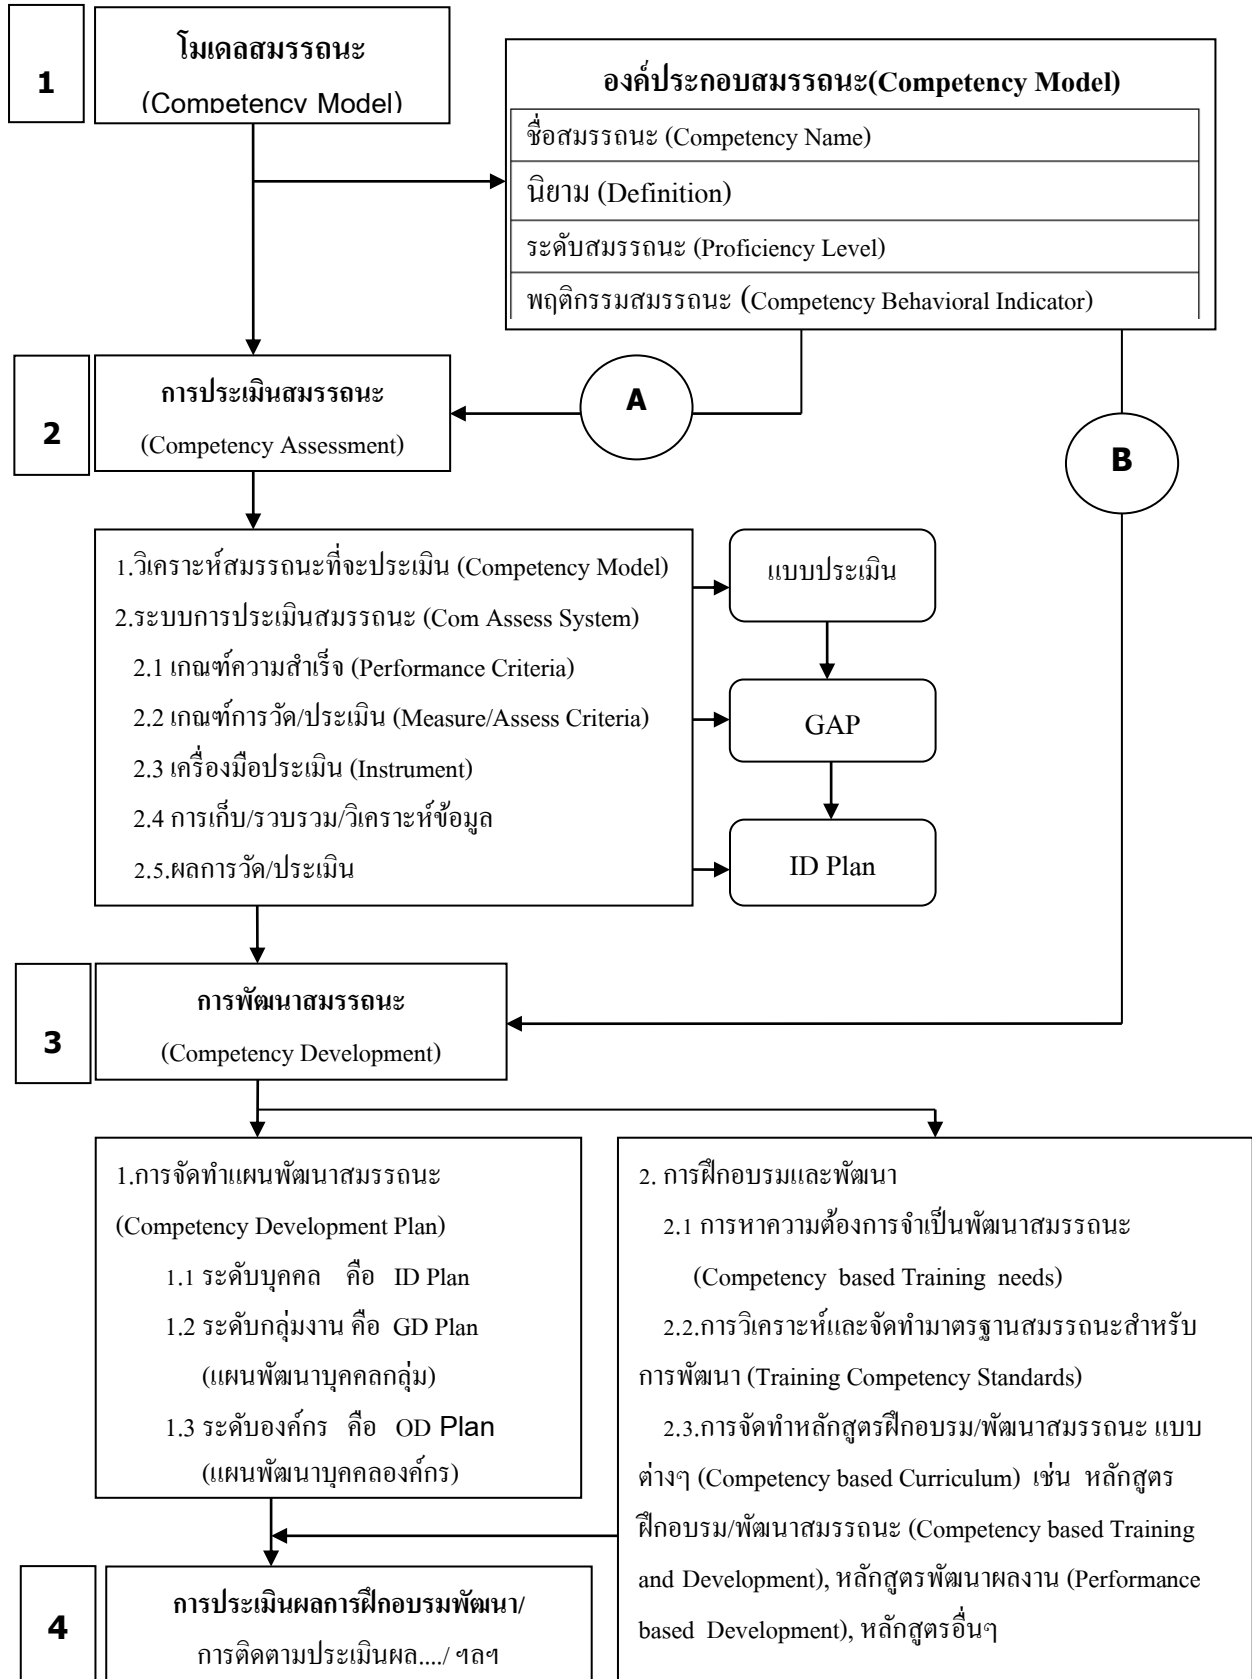 1
โมเดลสมรรถนะ
(Competency Model)
องค์ประกอบสมรรถนะ(Competency Model)
ชื่อสมรรถนะ (Competency Name)
นิยาม (Definition)
ระดับสมรรถนะ (Proficiency Level)
พฤติกรรมสมรรถนะ (Competency Behavioral Indicator)
2
การประเมินสมรรถนะ
(Competency Assessment)
A
B
1.วิเคราะห์สมรรถนะที่จะประเมิน (Competency Model)
2.ระบบการประเมินสมรรถนะ (Com Assess System)
2.1 เกณฑ์ความสำเร็จ (Performance Criteria)
2.2 เกณฑ์การวัด/ประเมิน (Measure/Assess Criteria)
2.3 เครื่องมือประเมิน (Instrument)
2.4 การเก็บ/รวบรวม/วิเคราะห์ข้อมูล
2.5.ผลการวัด/ประเมิน
แบบประเมิน
GAP
ID Plan
3
การพัฒนาสมรรถนะ
(Competency Development)
1.การจัดทำแผนพัฒนาสมรรถนะ
(Competency Development Plan)
1.1 ระดับบุคคล คือ ID Plan
1.2 ระดับกลุ่มงาน คือ GD Plan
(แผนพัฒนาบุคคลกลุ่ม)
1.3 ระดับองค์กร คือ OD Plan
(แผนพัฒนาบุคคลองค์กร)
2. การฝึกอบรมและพัฒนา
2.1 การหาความต้องการจำเป็นพัฒนาสมรรถนะ
(Competency based Training needs)
2.2.การวิเคราะห์และจัดทำมาตรฐานสมรรถนะสำหรับ
การพัฒนา (Training Competency Standards)
2.3.การจัดทำหลักสูตรฝึกอบรม/พัฒนาสมรรถนะ แบบ
ต่างๆ (Competency based Curriculum) เช่น หลักสูตร
ฝึกอบรม/พัฒนาสมรรถนะ (Competency based Training
and Development), หลักสูตรพัฒนาผลงาน (Performance
based Development), หลักสูตรอื่นๆ
4
การประเมินผลการฝึกอบรมพัฒนา/
การติดตามประเมินผล..../ ฯลฯ